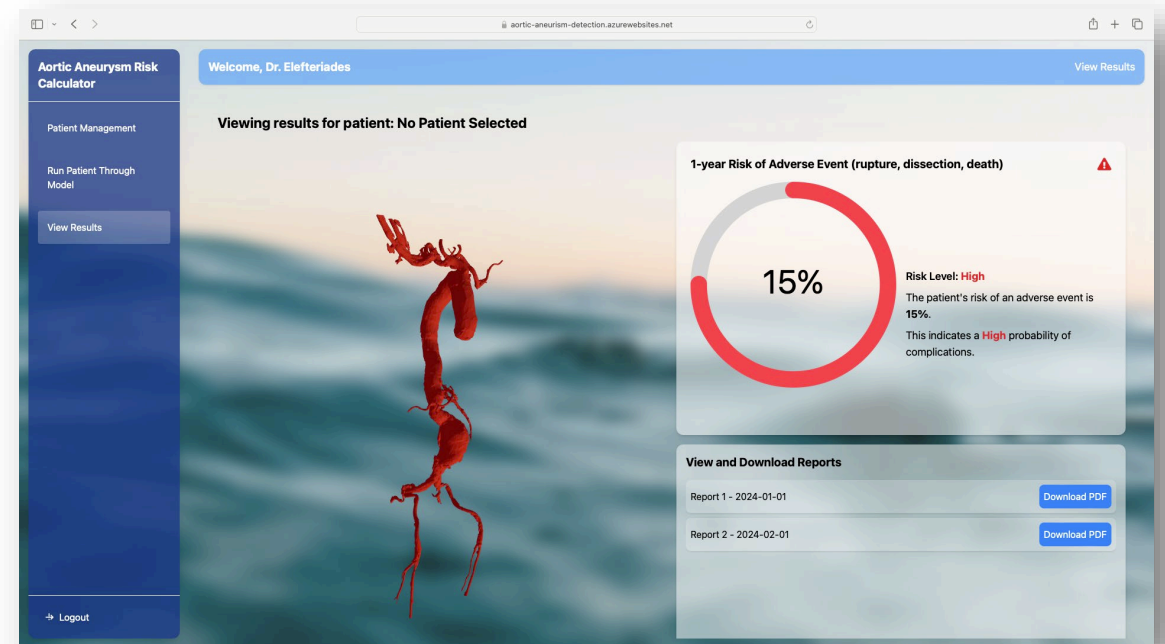 aortic-aneurism-detection.azurewebsites.net
Aortic Aneurysm Risk
Calculator
Patient Management
Run Patient Through
Model
View Results
Logout
Welcome, Dr. Elefteriades
View Results
Viewing results for patient: No Patient Selected
1-year Risk of Adverse Event (rupture, dissection, death)
15%
Risk Level: High
The patient's risk of an adverse event is
15%.
This indicates a High probability of
complications.
View and Download Reports
Report 1 - 2024-01-01
Download PDF
Report 2 - 2024-02-01
Download PDF